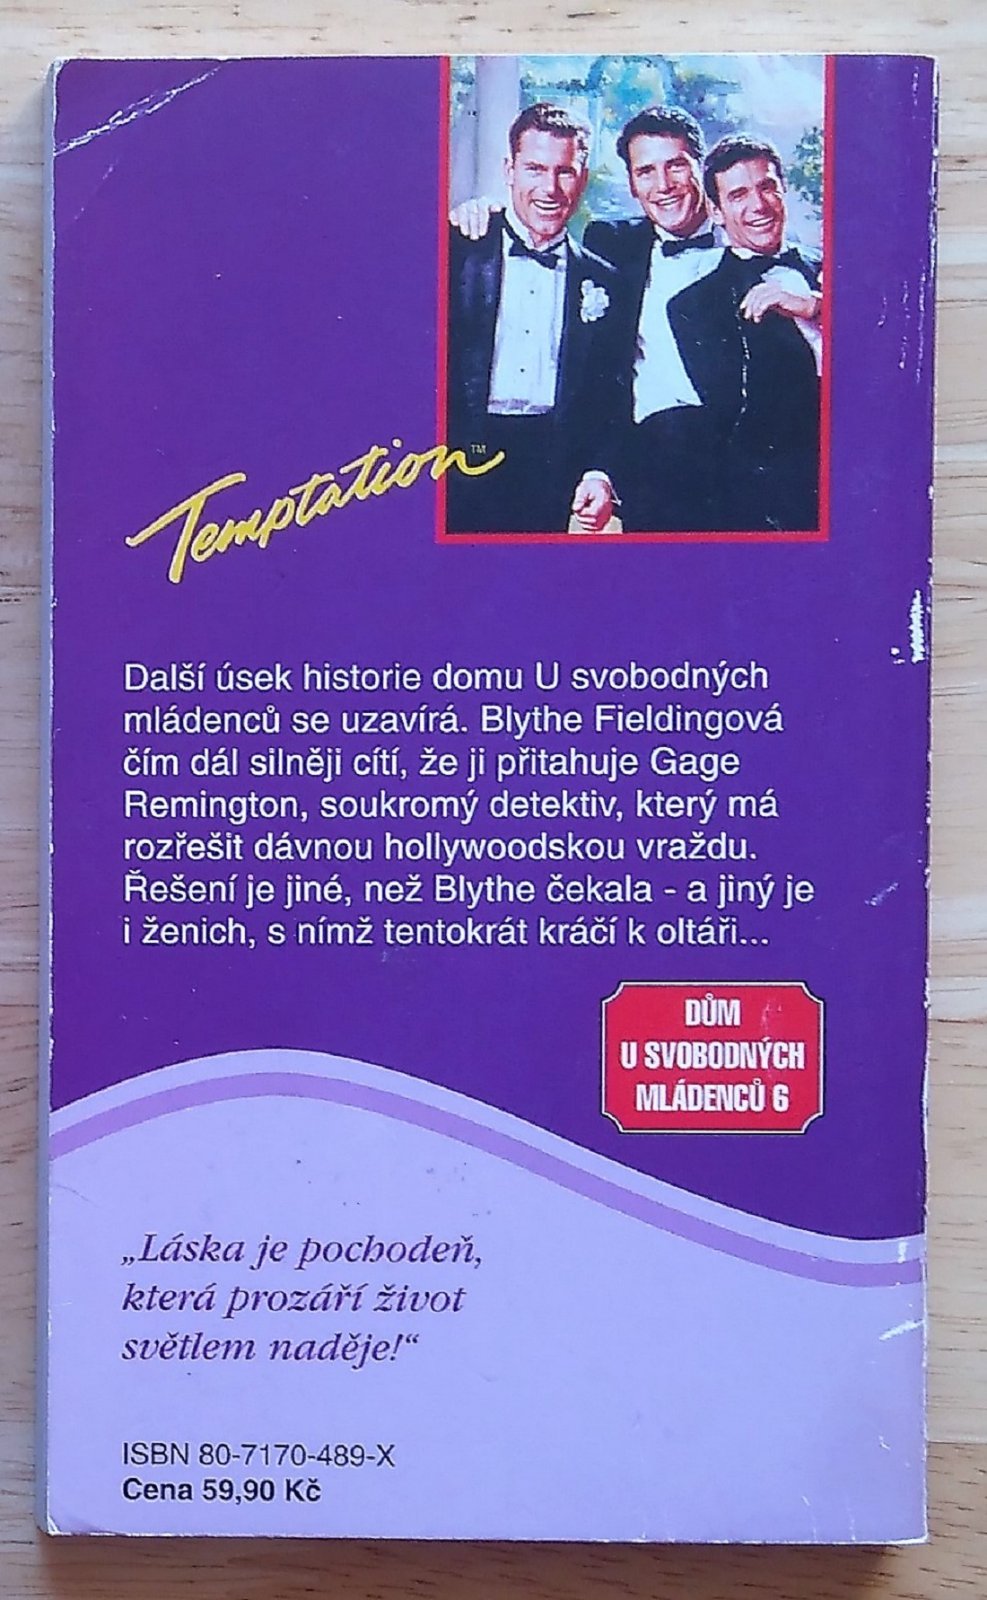 Temptation™
Další úsek historie domu U svobodných
mládenců se uzavírá. Blythe Fieldingová
čím dál silněji cítí, že ji přitahuje Gage
Remington, soukromý detektiv, který má
rozřešit dávnou hollywoodskou vraždu.
Řešení je jiné, než Blythe čekala - a jiný je
i ženich, s nímž tentokrát kráčí k oltáři...
DŮM
U SVOBODNÝCH
MLÁDENCŮ 6
„Láska je pochodeň,
která prozáří život
světlem naděje!“
ISBN 80-7170-489-X
Cena 59,90 Kč